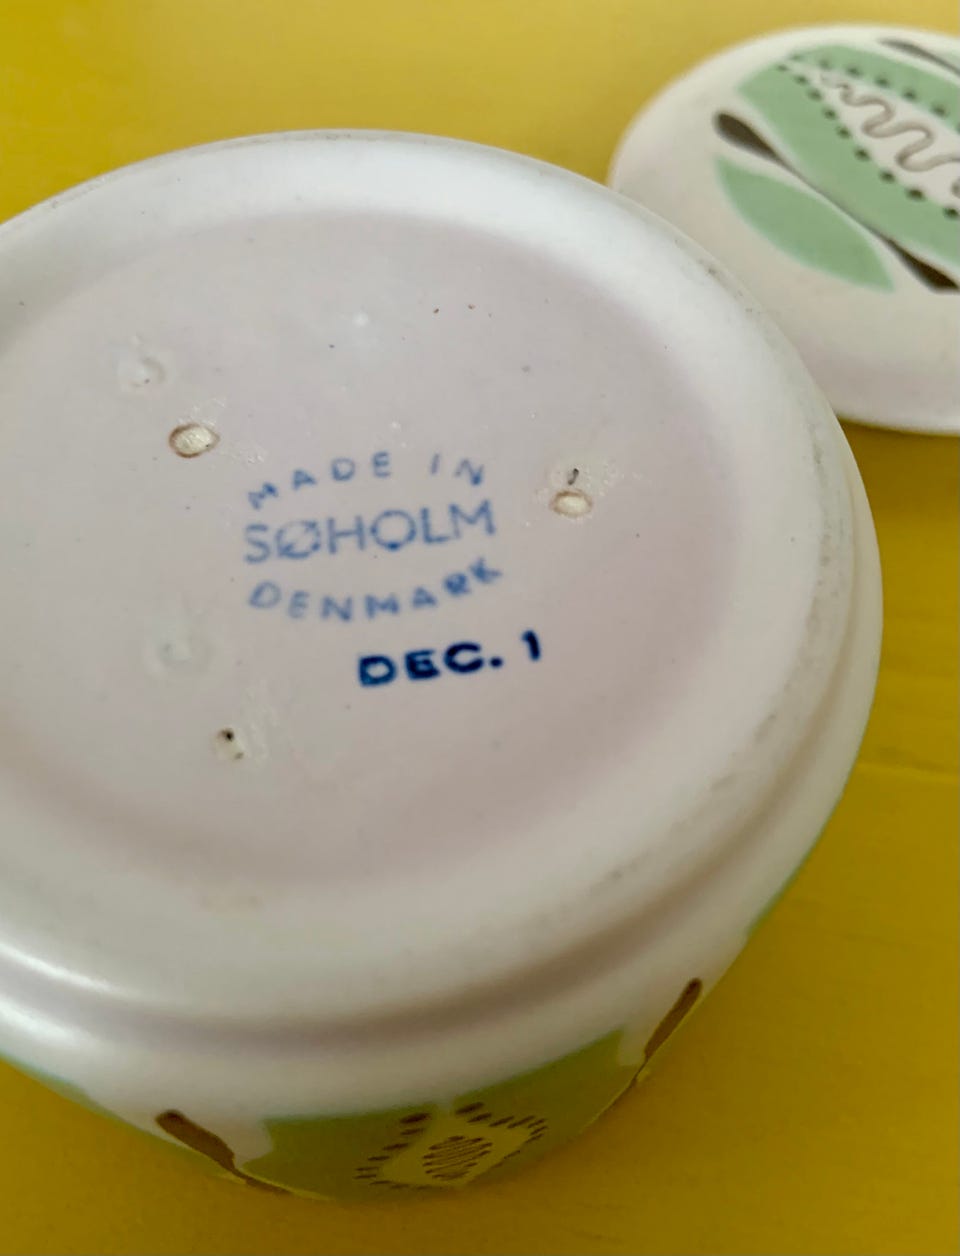 MADE IN
SØHOLM
DENMARK
DEC. 1